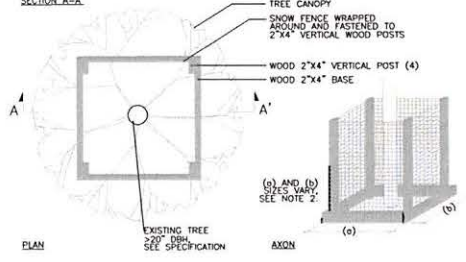 SECTION A-A'
TREE CANOPY
SNOW FENCE WRAPPED
AROUND AND FASTENED TO
2"X4" VERTICAL WOOD POSTS
WOOD 2"X4" VERTICAL POST (4)
WOOD 2"X4" BASE
A
A'
(a) AND (b)
SIZES VARY,
SEE NOTE 2.
(b)
(a)
EXISTING TREE
>20" DBH,
SEE SPECIFICATION
PLAN
AXON